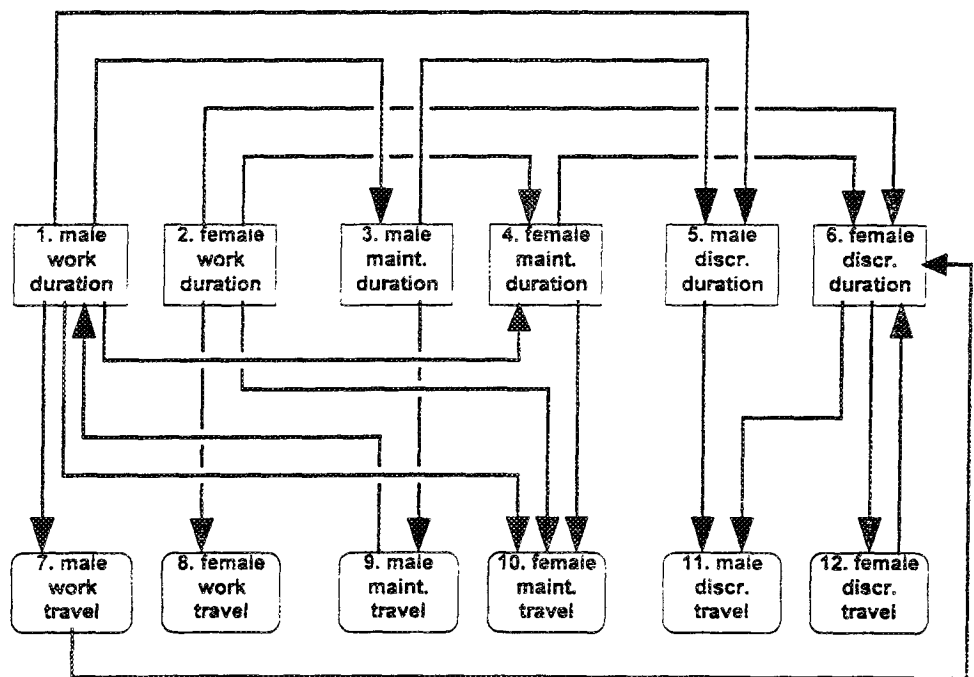 1. male
work
duration
2. female
work
duration
3. male
maint.
duration
4. female
maint.
duration
5. male
discr.
duration
6. female
discr.
duration
7. male
work
travel
8. female
work
travel
9. male
maint.
travel
10. female
maint.
travel
11. male
discr.
travel
12. female
discr.
travel